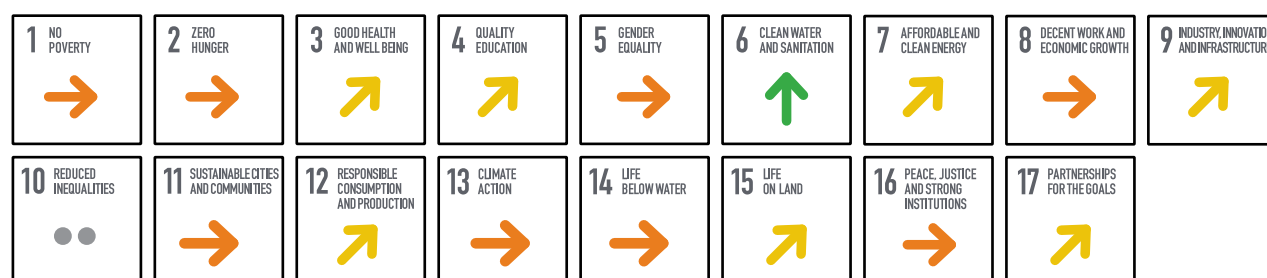 1 NO
POVERTY
2 ZERO
HUNGER
3 GOOD HEALTH
AND WELL BEING
4 QUALITY
EDUCATION
5 GENDER
EQUALITY
6 CLEAN WATER
AND SANITATION
7 AFFORDABLE AND
CLEAN ENERGY
8 DECENT WORK AND
ECONOMIC GROWTH
9 INDUSTRY, INNOVATIO
AND INFRASTRUCTUR
10 REDUCED
INEQUALITIES
11 SUSTAINABLE CITIES
AND COMMUNITIES
12 RESPONSIBLE
CONSUMPTION
AND PRODUCTION
13 CLIMATE
ACTION
14 LIFE
BELOW WATER
15 LIFE
ON LAND
16 PEACE, JUSTICE
AND STRONG
INSTITUTIONS
17 PARTNERSHIPS
FOR THE GOALS